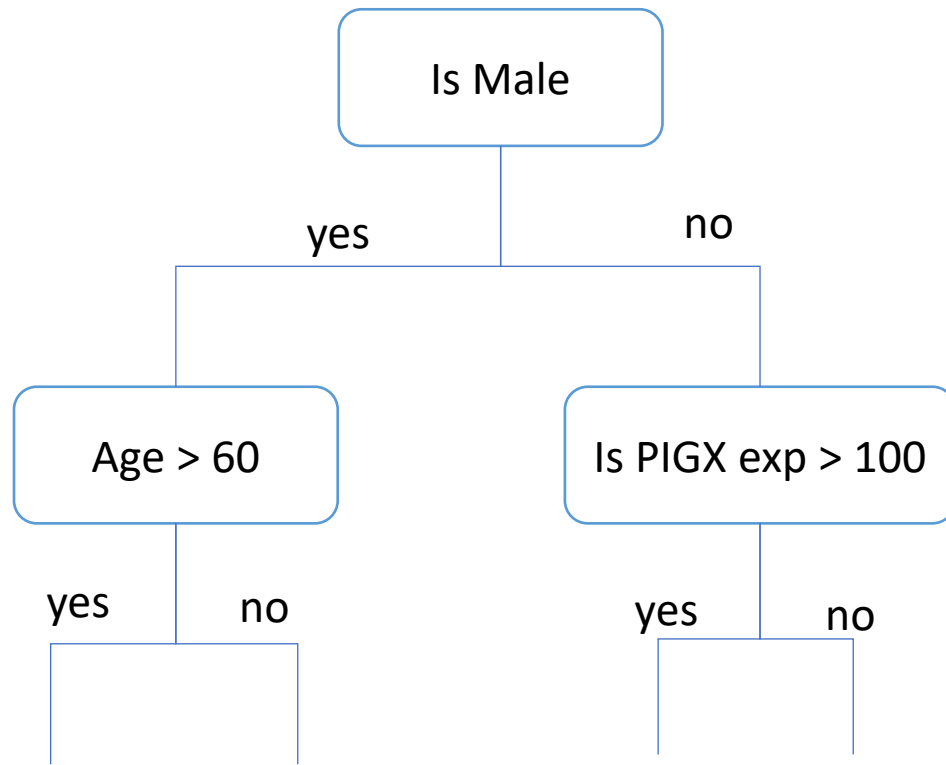 Is Male
yes
no
Age > 60
Is PIGX exp > 100
yes
no
yes
no